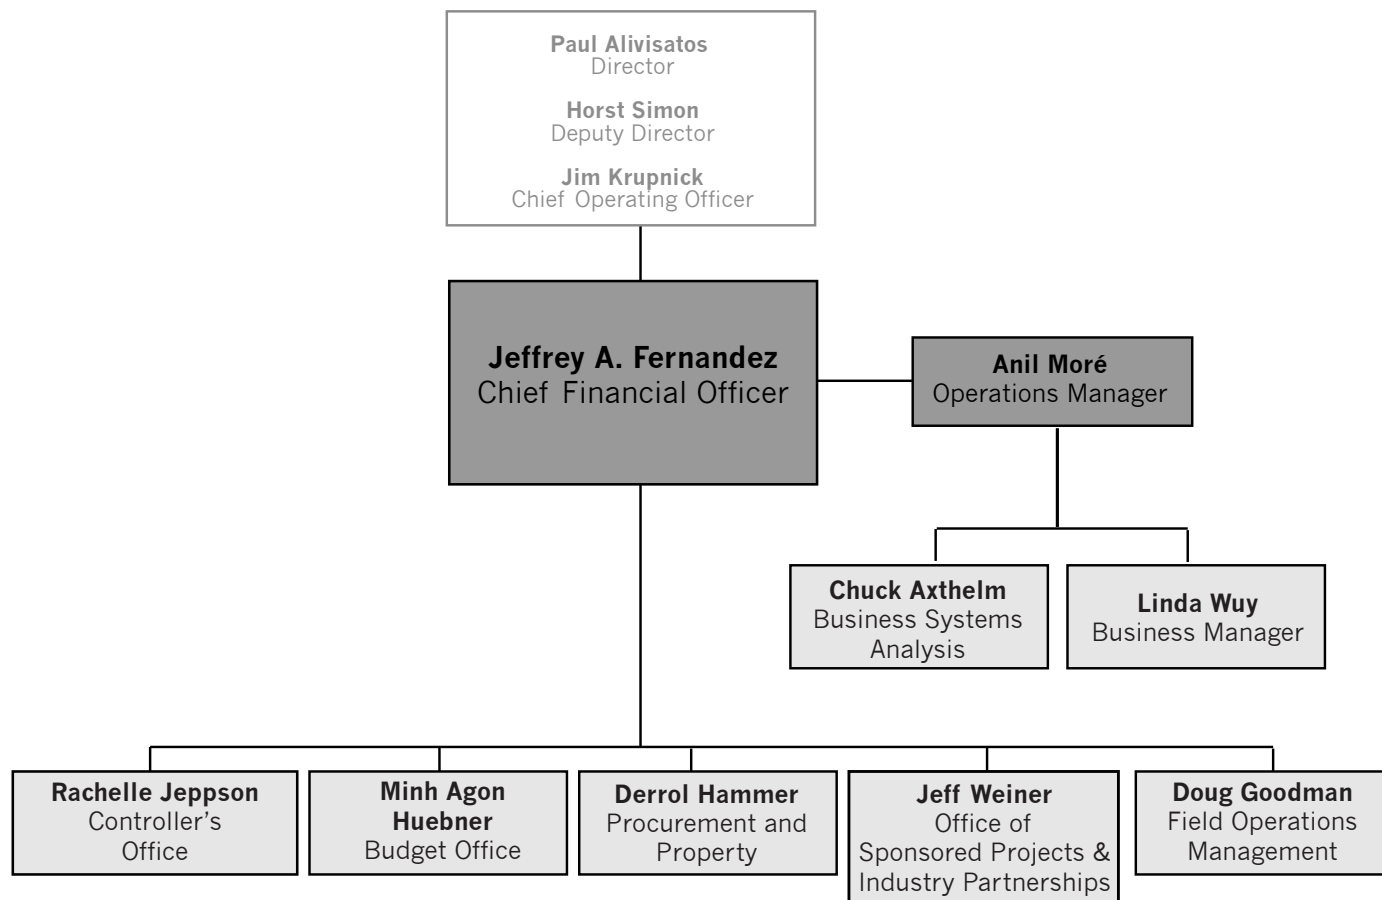 Paul Alivisatos
Director
Horst Simon
Deputy Director
Jim Krupnick
Chief Operating Officer
Jeffrey A. Fernandez
Chief Financial Officer
Anil Moré
Operations Manager
Chuck Axthelm
Business Systems
Analysis
Linda Wuy
Business Manager
Rachelle Jeppson
Controller’s
Office
Minh Agon
Huebner
Budget Office
Derrol Hammer
Procurement and
Property
Jeff Weiner
Office of
Sponsored Projects &
Industry Partnerships
Doug Goodman
Field Operations
Management